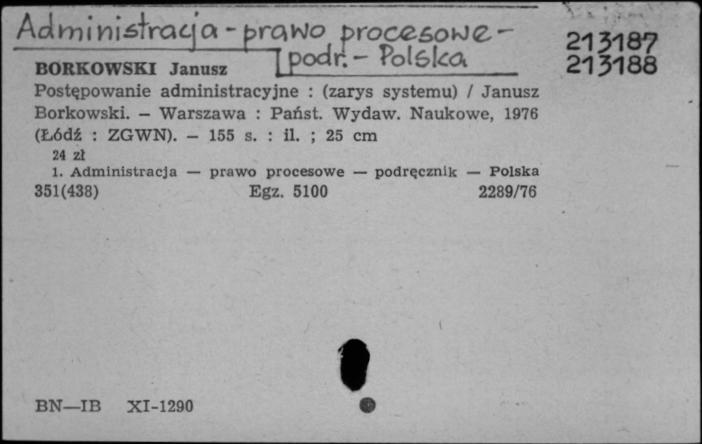 Administracja - prawo procesowe -
podr. - Polska
213187
213188
BORKOWSKI Janusz
Postępowanie administracyjne : (zarys systemu) / Janusz
Borkowski. — Warszawa : Państ. Wydaw. Naukowe, 1976
(Łódź : ZGWN). — 155 s. : il. ; 25 cm
24 zł
1. Administracja — prawo procesowe — podręcznik — Polska
351(438) Egz. 5100 2289/76
BN—IB XI-1290